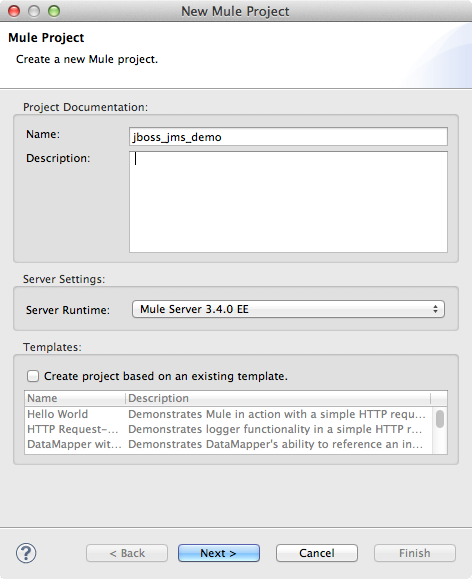 New Mule Project
Mule Project
Create a new Mule project.
Project Documentation:
Name: jboss_jms_demo
Description:
Server Settings:
Server Runtime: Mule Server 3.4.0 EE
Templates:
Create project based on an existing template.
Name Description
Hello World Demonstrates Mule in action with a simple HTTP requ...
HTTP Request-... Demonstrates logger functionality in a simple HTTP r...
DataMapper wit... Demonstrates DataMapper's ability to reference an in...
? < Back Next > Cancel Finish